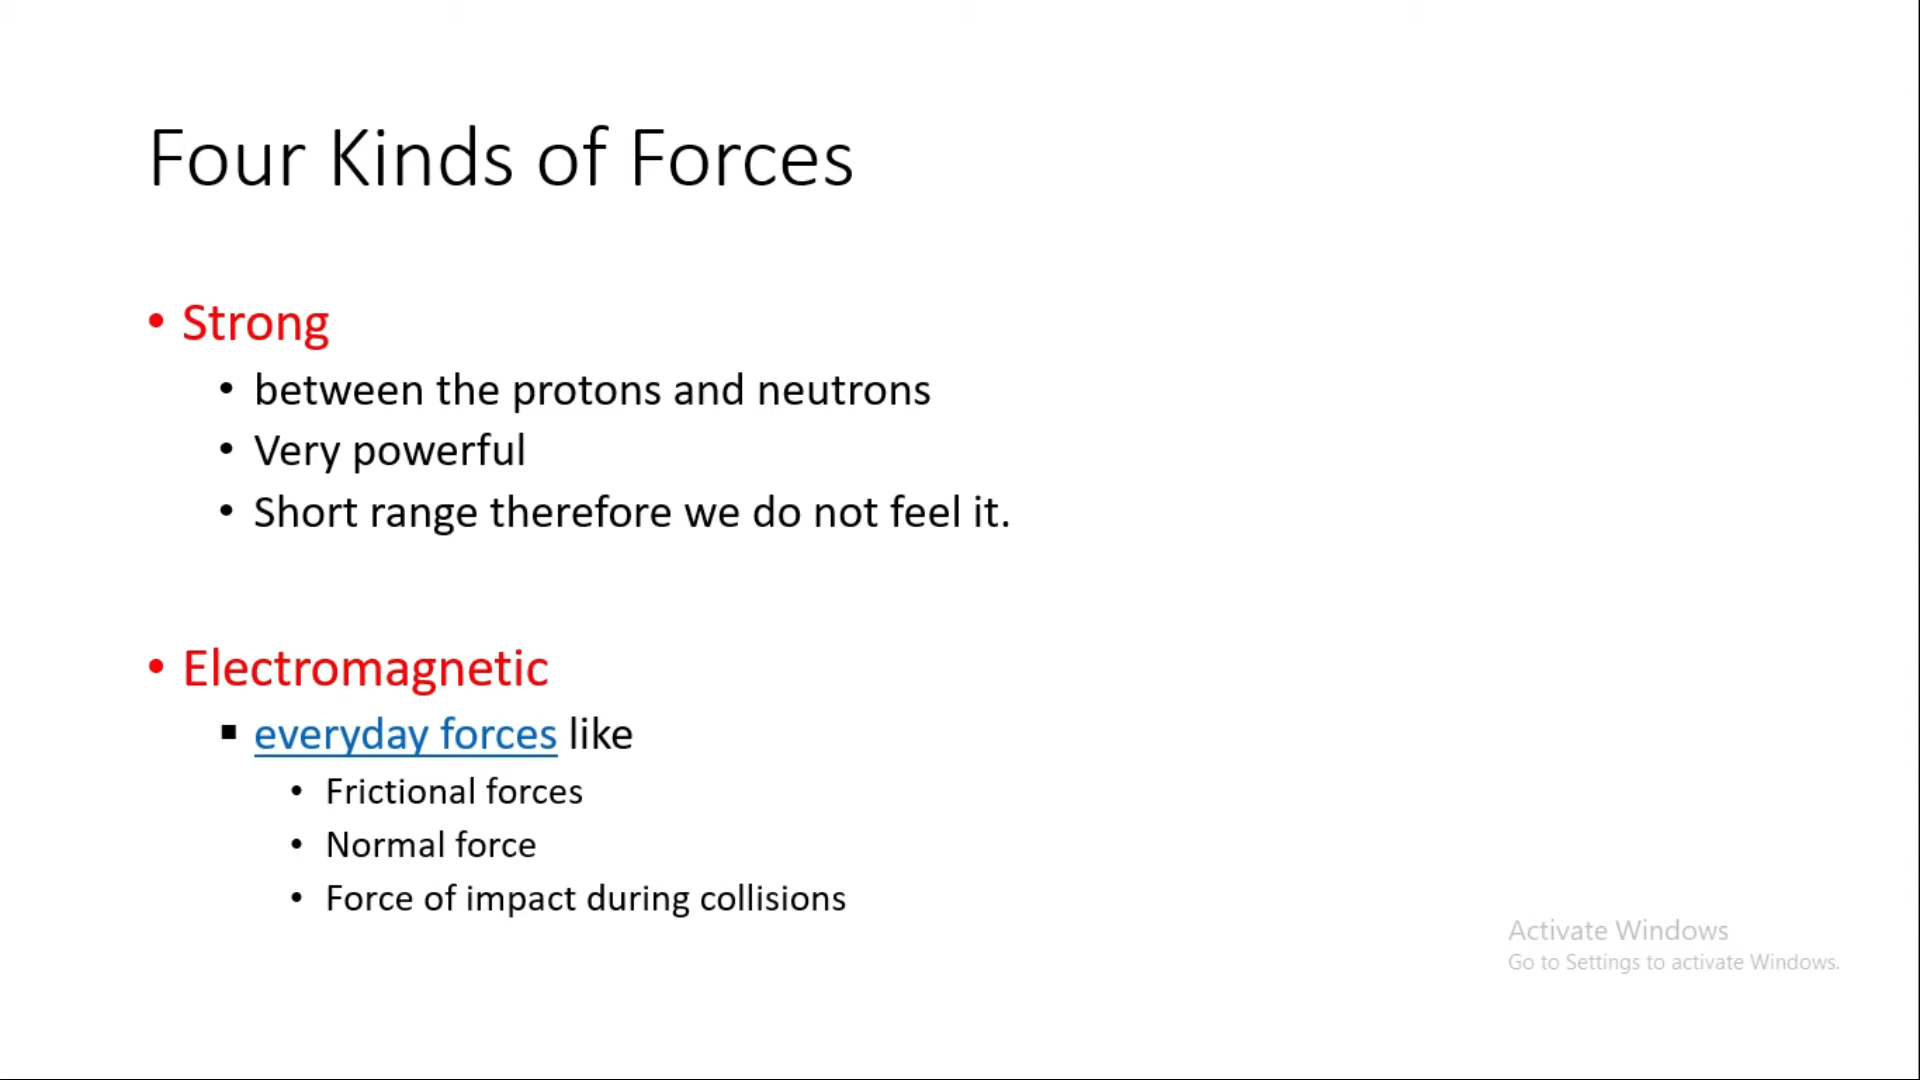 Four Kinds of Forces
• Strong
• between the protons and neutrons
• Very powerful
• Short range therefore we do not feel it.
• Electromagnetic
▪ everyday forces like
• Frictional forces
• Normal force
• Force of impact during collisions
Activate Windows
Go to Settings to activate Windows.